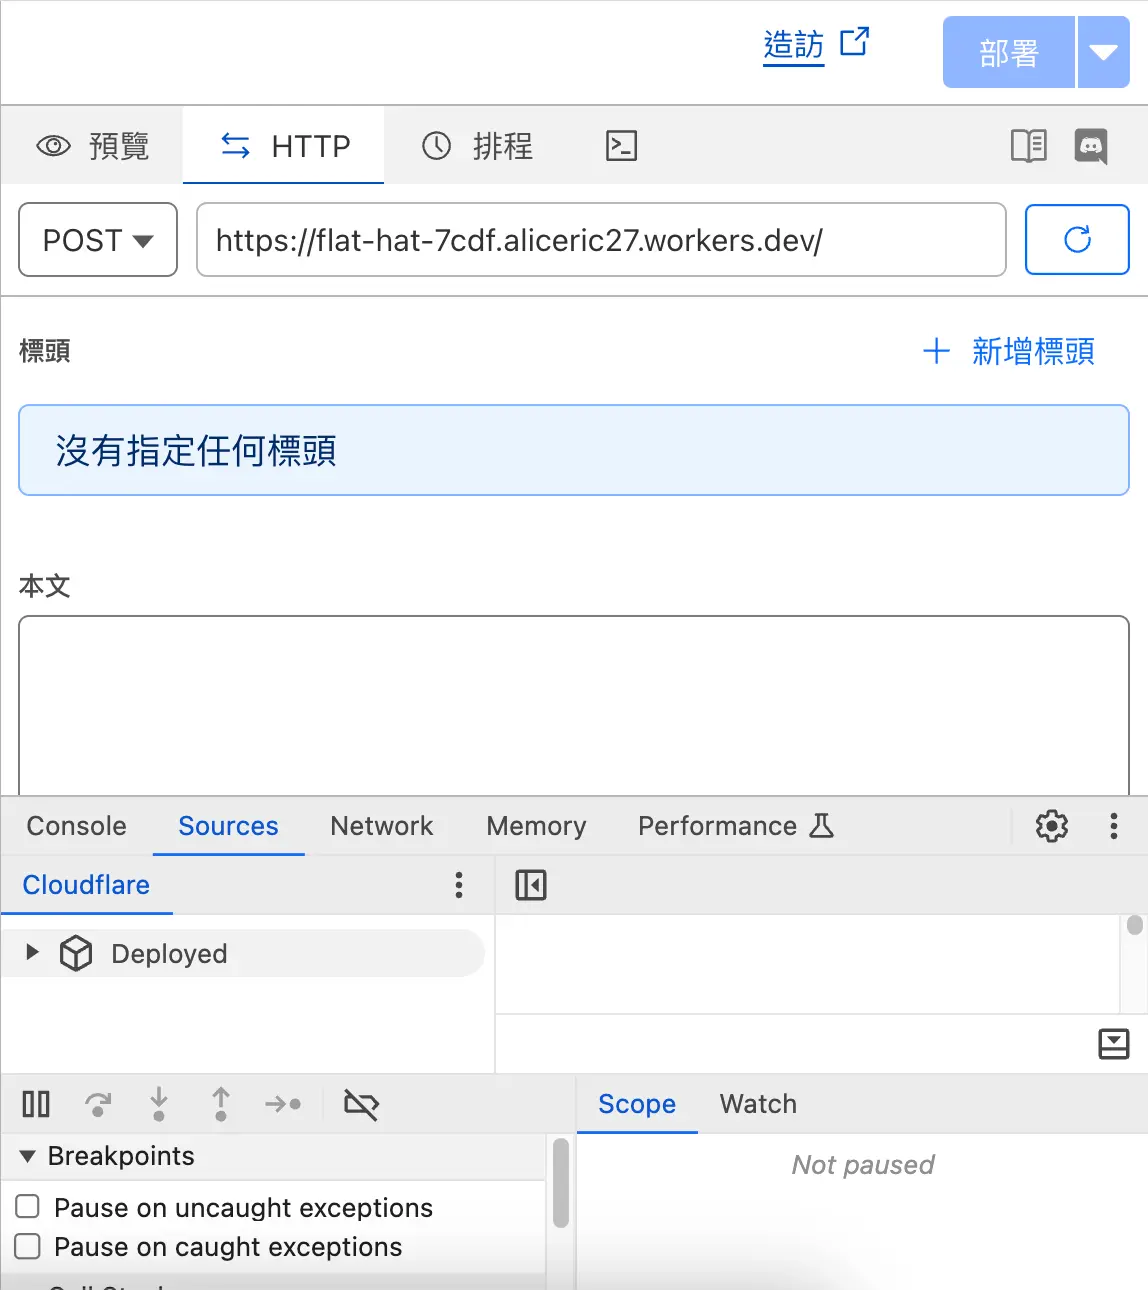 造訪
部署
預覽
HTTP
排程
POST
https://flat-hat-7cdf.aliceric27.workers.dev/
標頭
新增標頭
沒有指定任何標頭
本文
Console Sources Network Memory Performance
Cloudflare
Deployed
Scope Watch
Breakpoints
Not paused
Pause on uncaught exceptions
Pause on caught exceptions